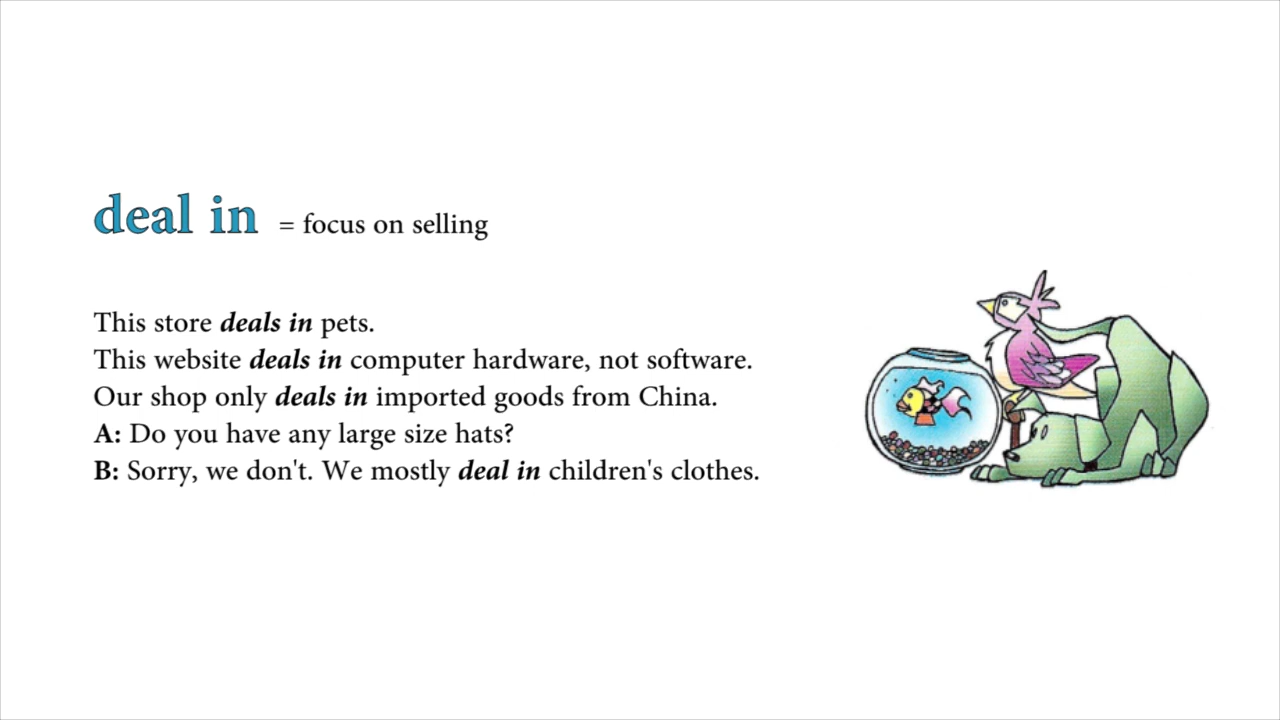 deal in = focus on selling
This store deals in pets.
This website deals in computer hardware, not software.
Our shop only deals in imported goods from China.
A: Do you have any large size hats?
B: Sorry, we don't. We mostly deal in children's clothes.